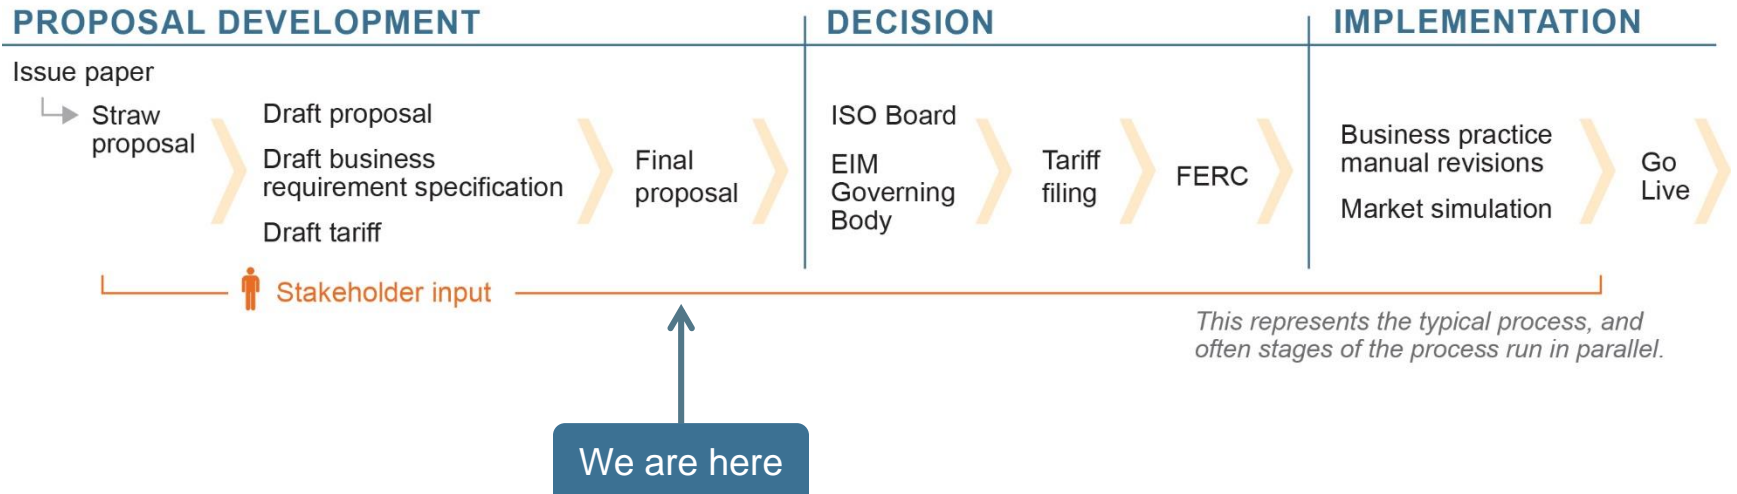 PROPOSAL DEVELOPMENT
DECISION
IMPLEMENTATION
Issue paper
Straw
proposal
Draft proposal
Draft business
requirement specification
Draft tariff
Final
proposal
ISO Board
EIM
Governing
Body
Tariff
filing
FERC
Business practice
manual revisions
Market simulation
Go
Live
Stakeholder input
This represents the typical process, and
often stages of the process run in parallel.
We are here